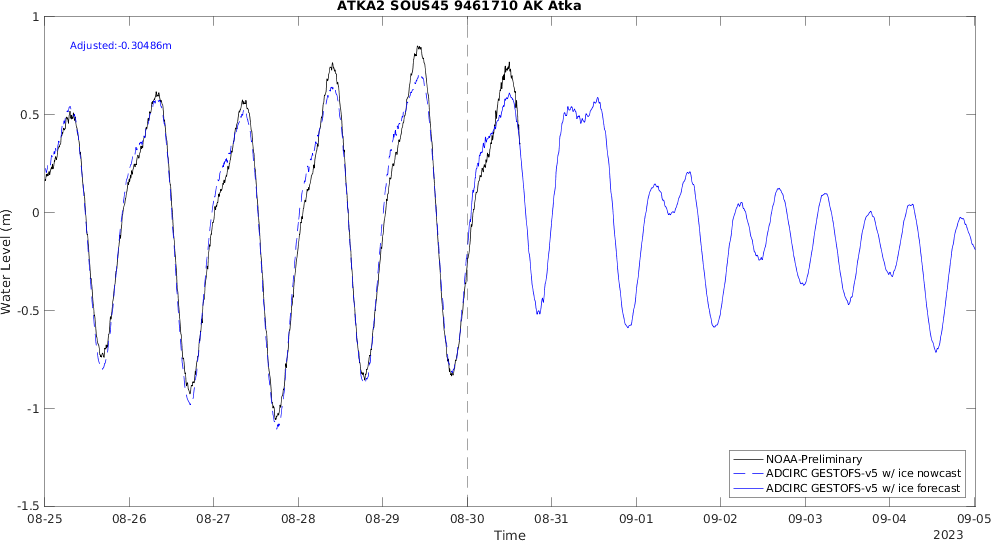 ATKA2 SOUS45 9461710 AK Atka
Adjusted:-0.30486m
Water Level (m)
1
0.5
0
-0.5
-1
-1.5
NOAA-Preliminary
ADCIRC GESTOFS-v5 w/ ice nowcast
ADCIRC GESTOFS-v5 w/ ice forecast
08-25 08-26 08-27 08-28 08-29 08-30 08-31 09-01 09-02 09-03 09-04 09-05
Time
2023